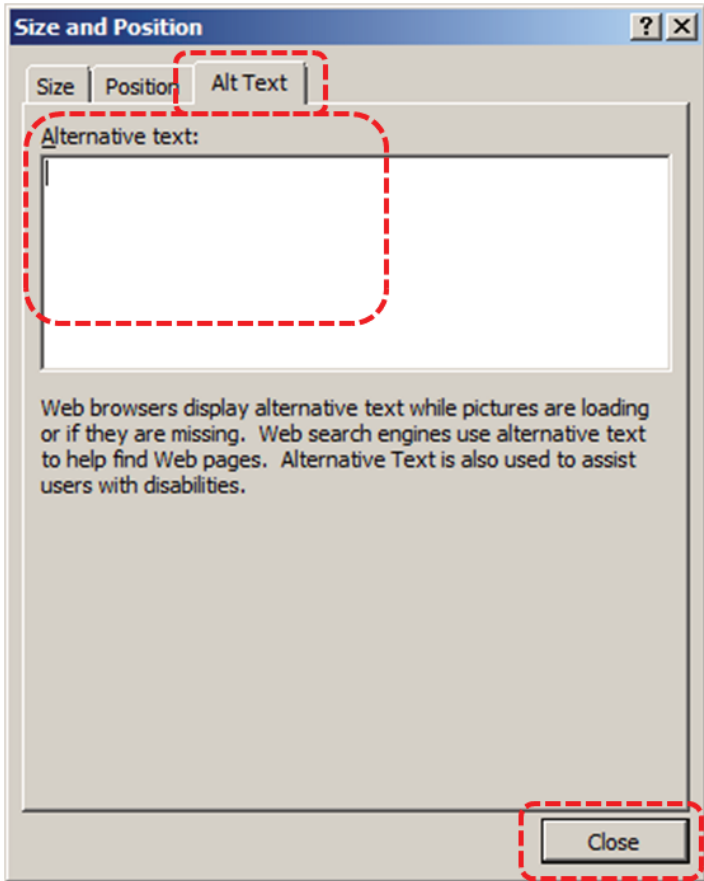 Size and Position
Size Position Alt Text
Alternative text:
Web browsers display alternative text while pictures are loading
or if they are missing. Web search engines use alternative text
to help find Web pages. Alternative Text is also used to assist
users with disabilities.
Close